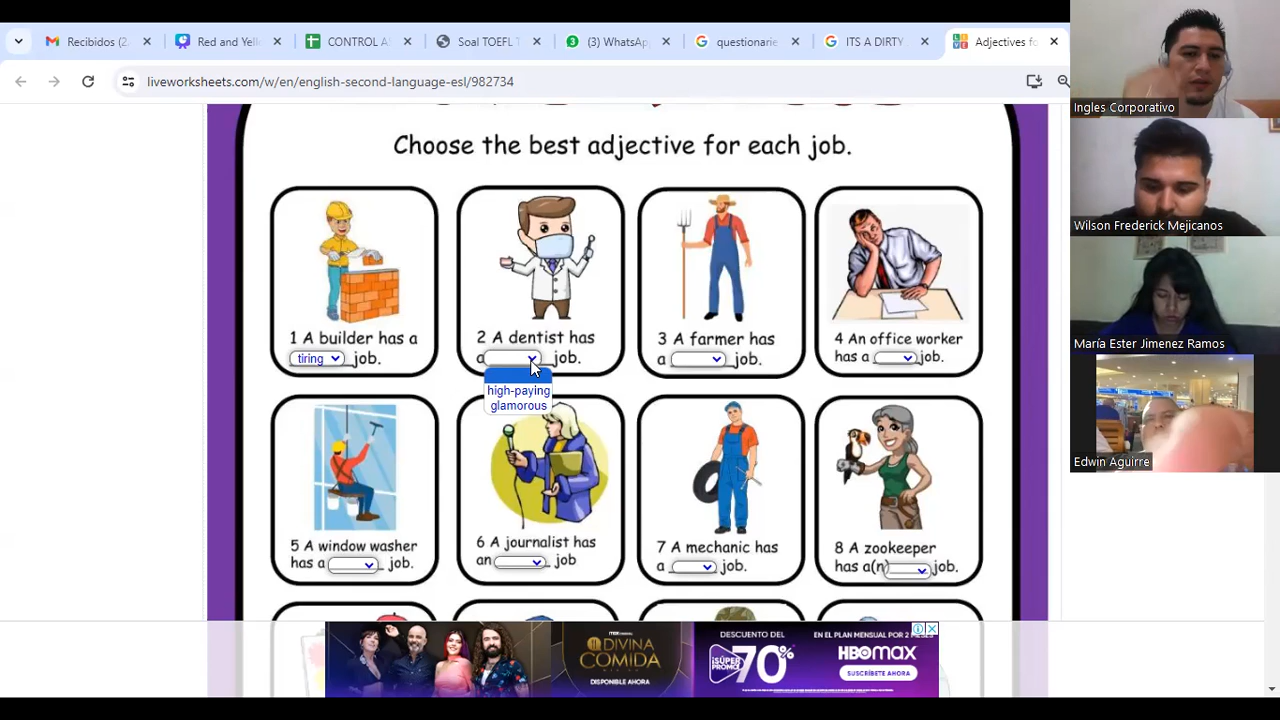 Recibidos (2,
Red and Yell
CONTROL A
Soal TOEFL T
(3) WhatsAp
questionarie
ITS A DIRTY
Adjectives fo
liveworksheets.com/w/en/english-second-language-esl/982734
Choose the best adjective for each job.
1 A builder has a
tiring job.
2 A dentist has
a job.
high-paying
glamorous
3 A farmer has
a job.
4 An office worker
has a job.
5 A window washer
has a job.
6 A journalist has
an job
7 A mechanic has
a job.
8 A zookeeper
has a(n) job.
DIVINA
COMIDA
DISPONIBLE AHORA
DESCUENTO DEL
¡SÚPER
PROMO!
70%
EN EL PLAN MENSUAL POR 2
HBOMAX
SUSCRÍBETE AHORA
Ingles Corporativo
Wilson Frederick Mejicanos
María Ester Jimenez Ramos
Edwin Aguirre